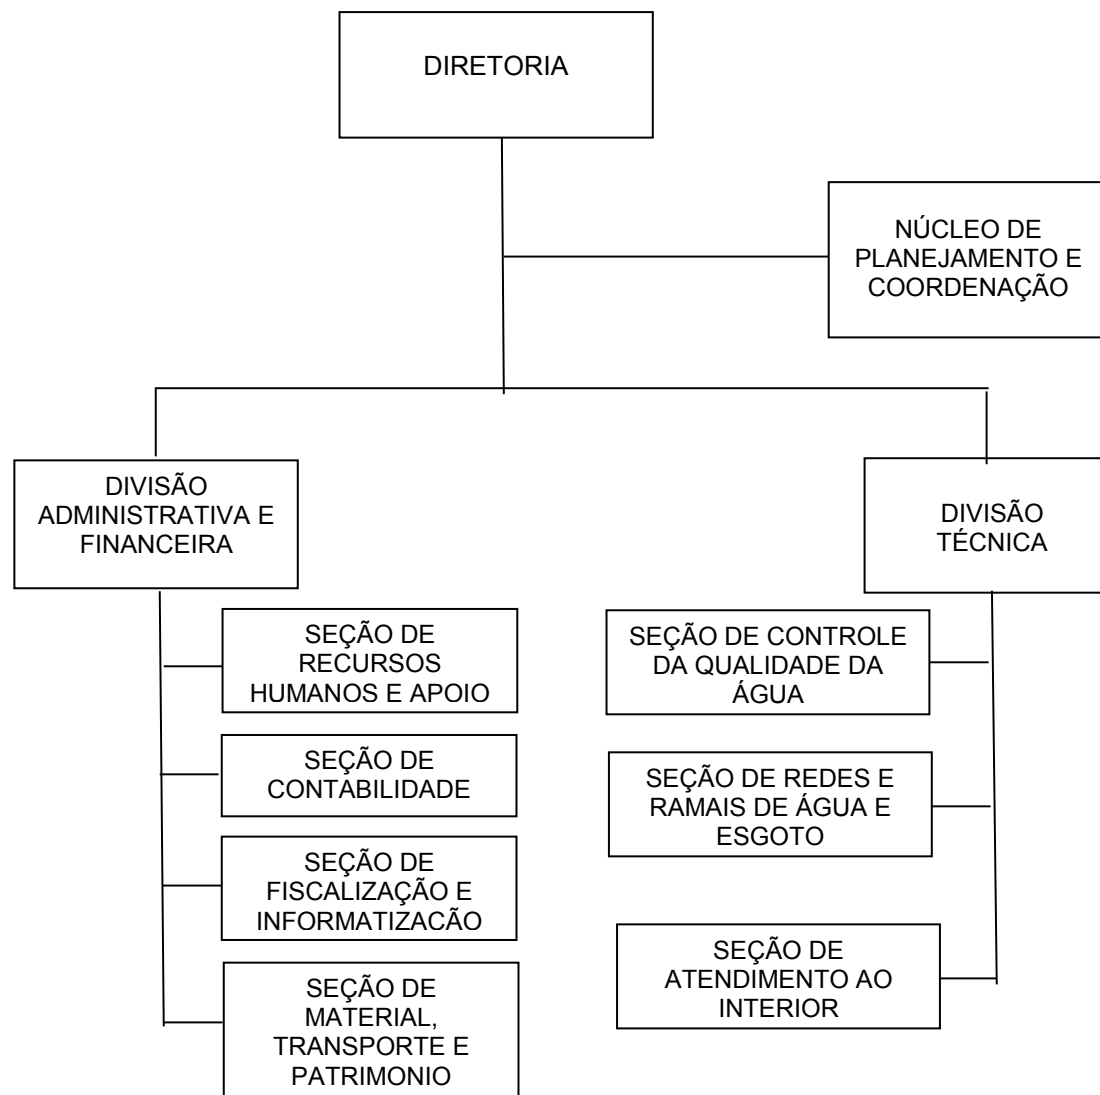 DIRETORIA
NÚCLEO DE
PLANEJAMENTO E
COORDENAÇÃO
DIVISÃO
ADMINISTRATIVA E
FINANCEIRA
DIVISÃO
TÉCNICA
SEÇÃO DE
RECURSOS
HUMANOS E APOIO
SEÇÃO DE
CONTABILIDADE
SEÇÃO DE
FISCALIZAÇÃO E
INFORMATIZACÃO
SEÇÃO DE
MATERIAL,
TRANSPORTE E
PATRIMONIO
SEÇÃO DE CONTROLE
DA QUALIDADE DA
ÁGUA
SEÇÃO DE REDES E
RAMAIS DE ÁGUA E
ESGOTO
SEÇÃO DE
ATENDIMENTO AO
INTERIOR